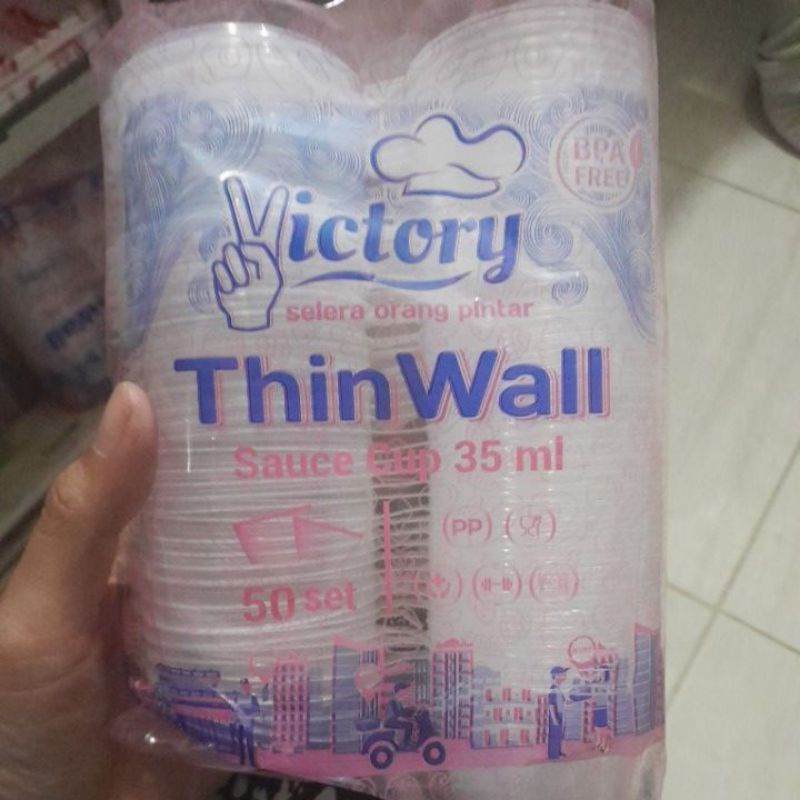 BPA
FREE
Victory
selera orang pintar
ThinWall
Sauce Cup 35 ml
PP
50 set